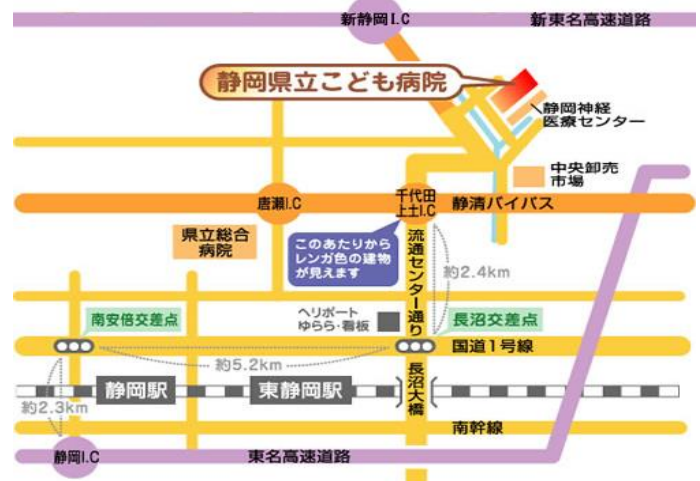 新静岡I.C
新東名高速道路
静岡県立こども病院
静岡神経
医療センター
中央卸売
市場
唐瀬I.C
千代田
上土I.C
静清バイパス
県立総合
病院
このあたりから
レンガ色の建物
が見えます
流通センター通り
約2.4km
南安倍交差点
ヘリポート
ゆらら・看板
長沼交差点
国道1号線
約5.2km
静岡駅
東静岡駅
長沼大橋
約2.3km
南幹線
静岡I.C
東名高速道路